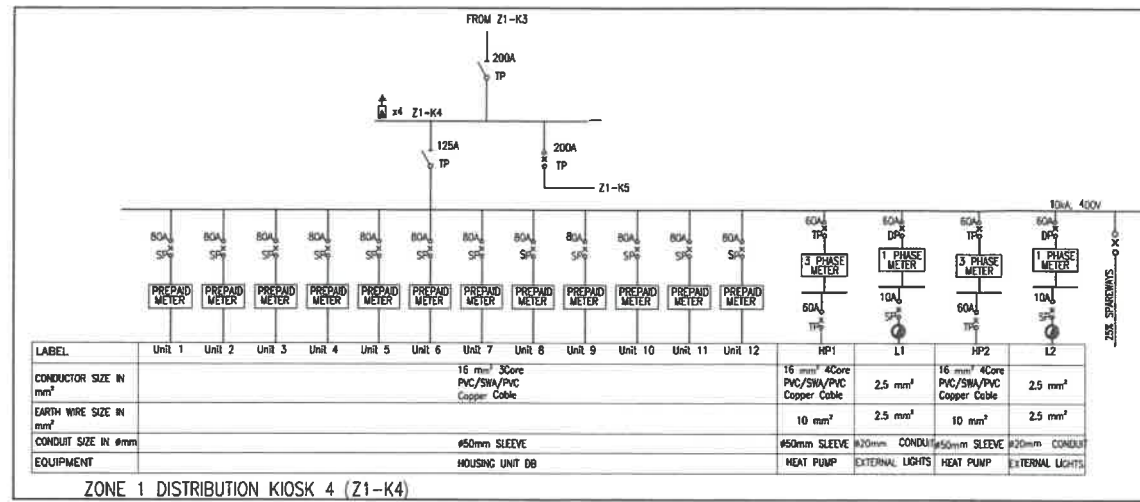 FROM Z1-K3
200A
TP
x4 Z1-K4
125A
TP
200A
TP
Z1-K5
10kA, 400V
80A 80A 80A 80A 80A 80A 80A 80A 80A 80A 80A 80A 60A 60A 60A 60A
SP SP SP SP SP SP SP SP SP SP SP SP TP DP TP DP
PREPAID METER PREPAID METER PREPAID METER PREPAID METER PREPAID METER PREPAID METER PREPAID METER PREPAID METER PREPAID METER PREPAID METER PREPAID METER PREPAID METER 3 PHASE METER 1 PHASE METER 3 PHASE METER 1 PHASE METER
60A 10A 60A 10A
TP SP TP SP
25% SPAREWAYS
LABEL Unit 1 Unit 2 Unit 3 Unit 4 Unit 5 Unit 6 Unit 7 Unit 8 Unit 9 Unit 10 Unit 11 Unit 12 HP1 L1 HP2 L2
CONDUCTOR SIZE IN mm² 16 mm² 3Core PVC/SWA/PVC Copper Cable 16 mm² 4Core PVC/SWA/PVC Copper Cable 2.5 mm² 16 mm² 4Core PVC/SWA/PVC Copper Cable 2.5 mm²
EARTH WIRE SIZE IN mm² 10 mm² 2.5 mm² 10 mm² 2.5 mm²
CONDUIT SIZE IN ømm ø50mm SLEEVE ø50mm SLEEVE ø20mm CONDUIT ø50mm SLEEVE ø20mm CONDUIT
EQUIPMENT HOUSING UNIT DB HEAT PUMP EXTERNAL LIGHTS HEAT PUMP EXTERNAL LIGHTS
ZONE 1 DISTRIBUTION KIOSK 4 (Z1-K4)